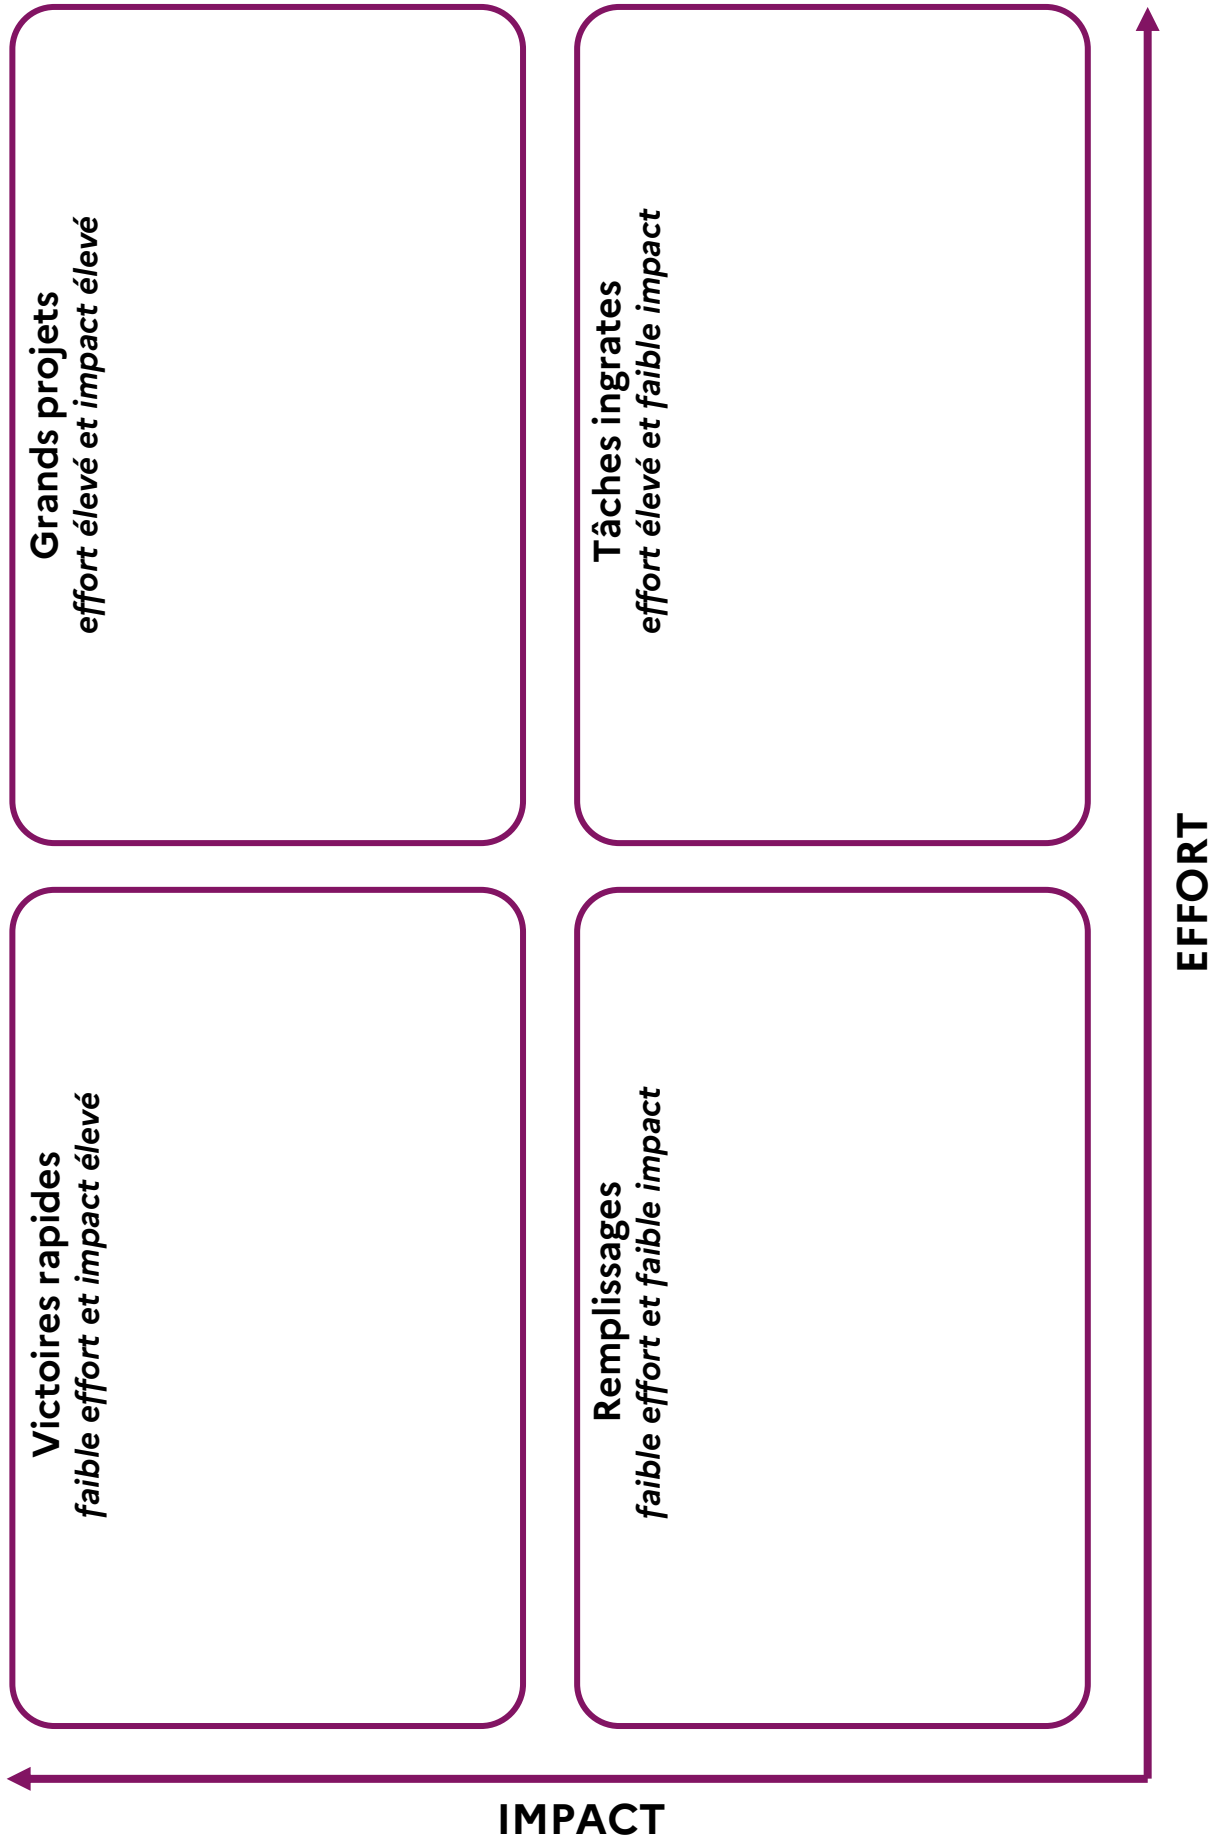 Victoires rapides
faible effort et impact élevé
Grands projets
effort élevé et impact élevé
Remplissages
faible effort et faible impact
Tâches ingrates
effort élevé et faible impact
IMPACT
EFFORT